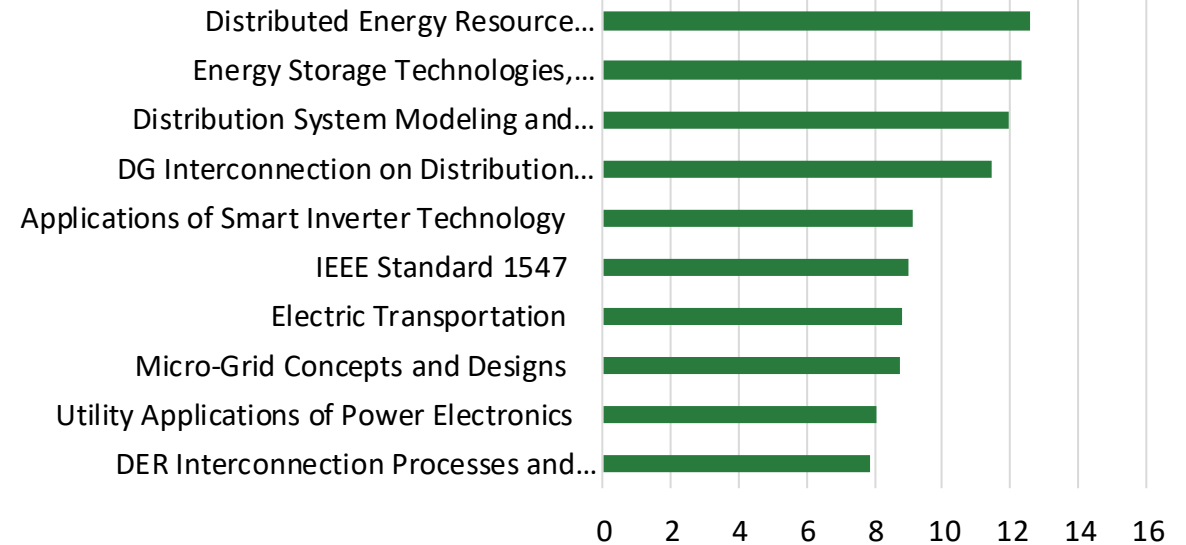 Distributed Energy Resource...
Energy Storage Technologies,...
Distribution System Modeling and...
DG Interconnection on Distribution...
Applications of Smart Inverter Technology
IEEE Standard 1547
Electric Transportation
Micro-Grid Concepts and Designs
Utility Applications of Power Electronics
DER Interconnection Processes and...
0 2 4 6 8 10 12 14 16